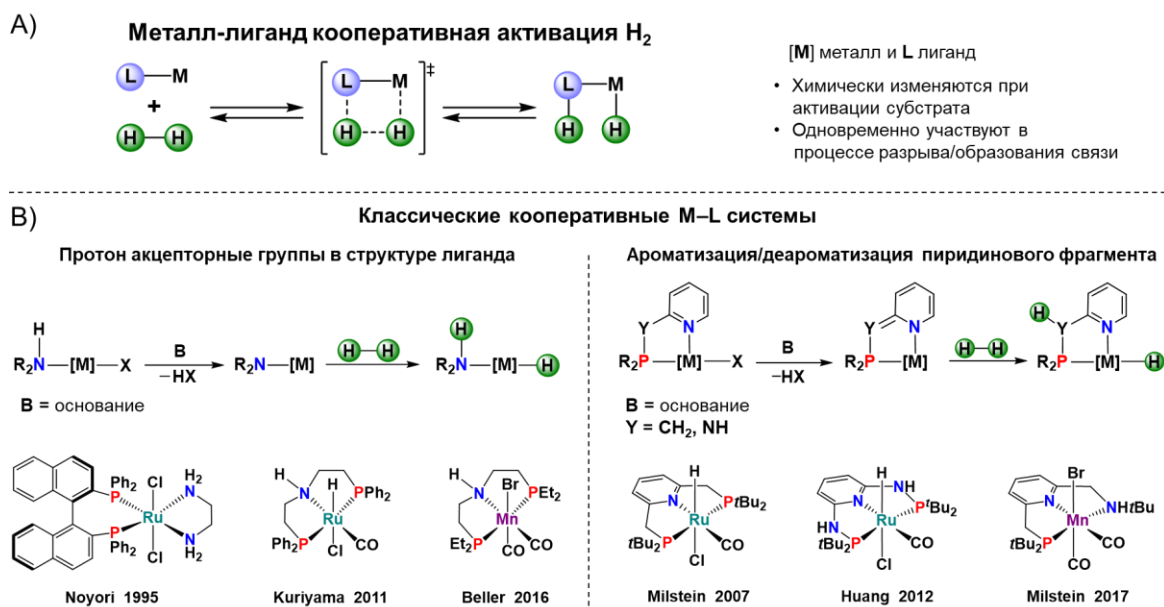 A)
Металл-лиганд кооперативная активация H₂
L M
+
H H
L M ‡
H H
L M
H H
[M] металл и L лиганд
• Химически изменяются при
активации субстрата
• Одновременно участвуют в
процессе разрыва/образования связи
B)
Классические кооперативные M–L системы
Протон акцепторные группы в структуре лиганда
H
R₂N [M] X
B
–HX
R₂N [M]
H H
H
R₂N [M] H
B = основание
Ph₂
P
Cl
H₂
N
Ru
P
Ph₂
Cl
N
H₂
Noyori 1995
H
N
H
PPh₂
Ru
Ph₂P
Cl
CO
Kuriyama 2011
H
N
Br
PEt₂
Mn
Et₂P
CO
CO
Beller 2016
Ароматизация/деароматизация пиридинового фрагмента
Y N
R₂P [M] X
B
–HX
Y N
R₂P [M]
H H
H Y N
R₂P [M] H
B = основание
Y = CH₂, NH
H
N
PtBu₂
Ru
tBu₂P
CO
Cl
Milstein 2007
H
NH
N
P
tBu₂
Ru
HN
P
tBu₂
CO
Cl
Huang 2012
Br
N
NHtBu
Mn
tBu₂P
CO
CO
Milstein 2017